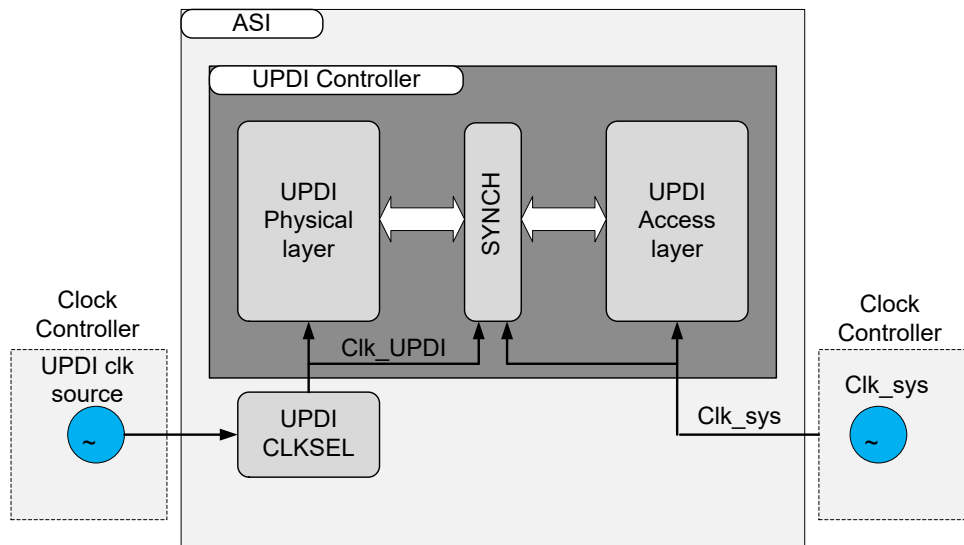 ASI
UPDI Controller
UPDI
Physical
layer
SYNCH
UPDI
Access
layer
Clock
Controller
UPDI clk
source
~
Clk_UPDI
UPDI
CLKSEL
Clk_sys
Clock
Controller
Clk_sys
~